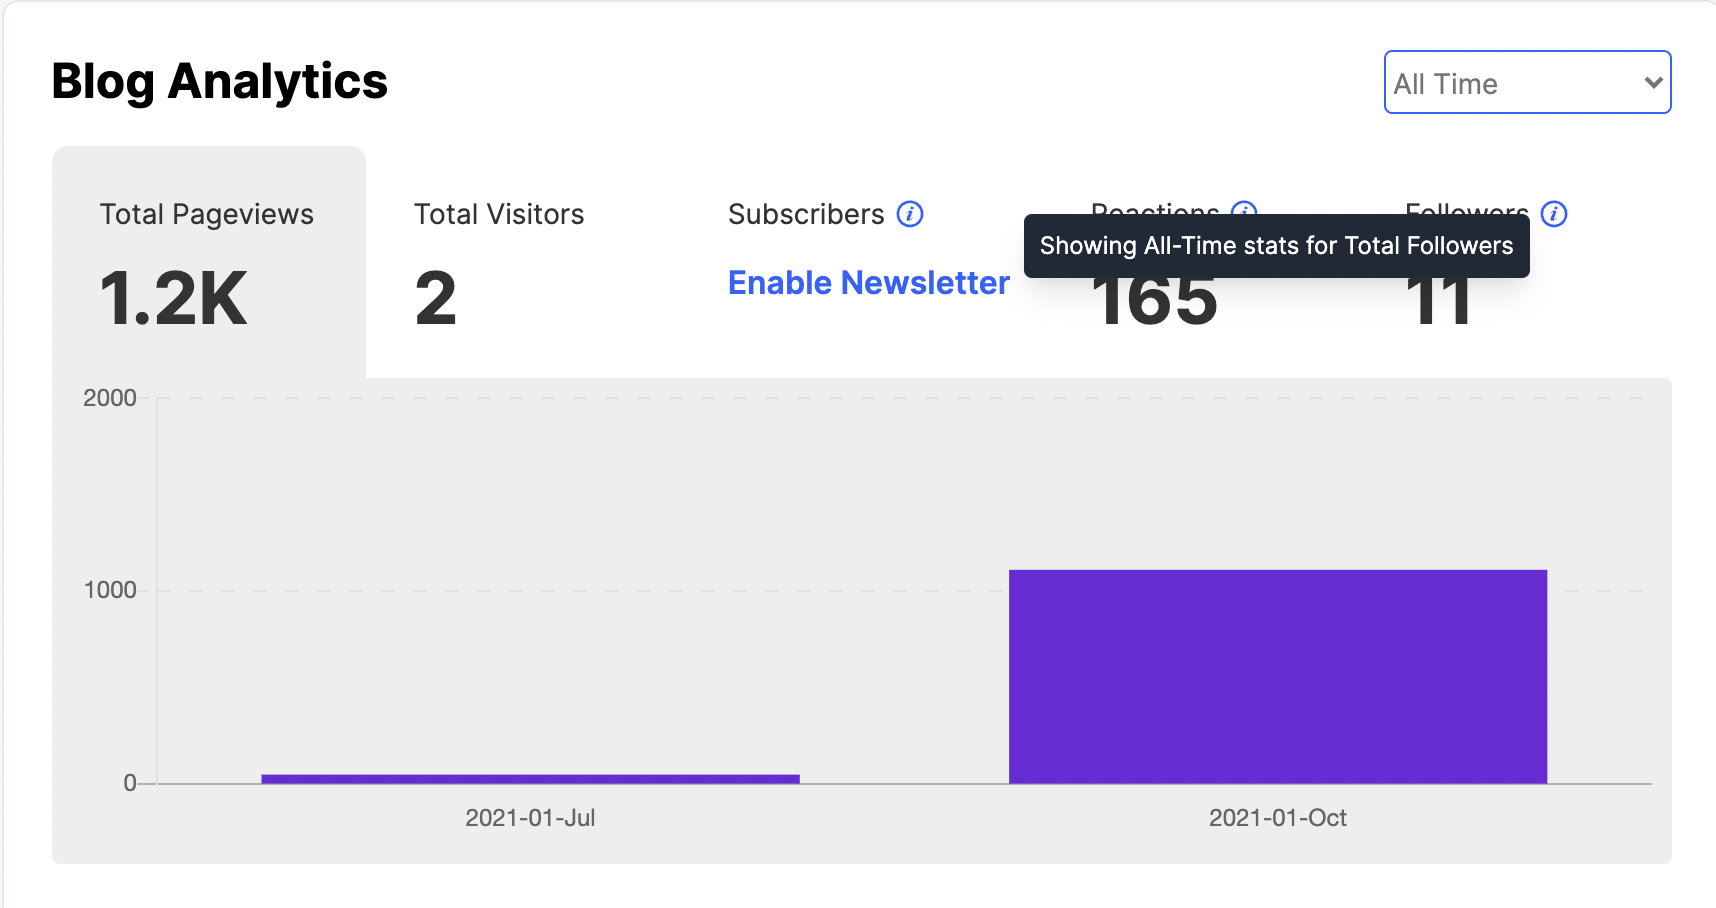 Blog Analytics
All Time
Total Pageviews
1.2K
Total Visitors
2
Subscribers
Enable Newsletter
Reactions
165
Followers
11
Showing All-Time stats for Total Followers
2000
1000
0
2021-01-Jul
2021-01-Oct